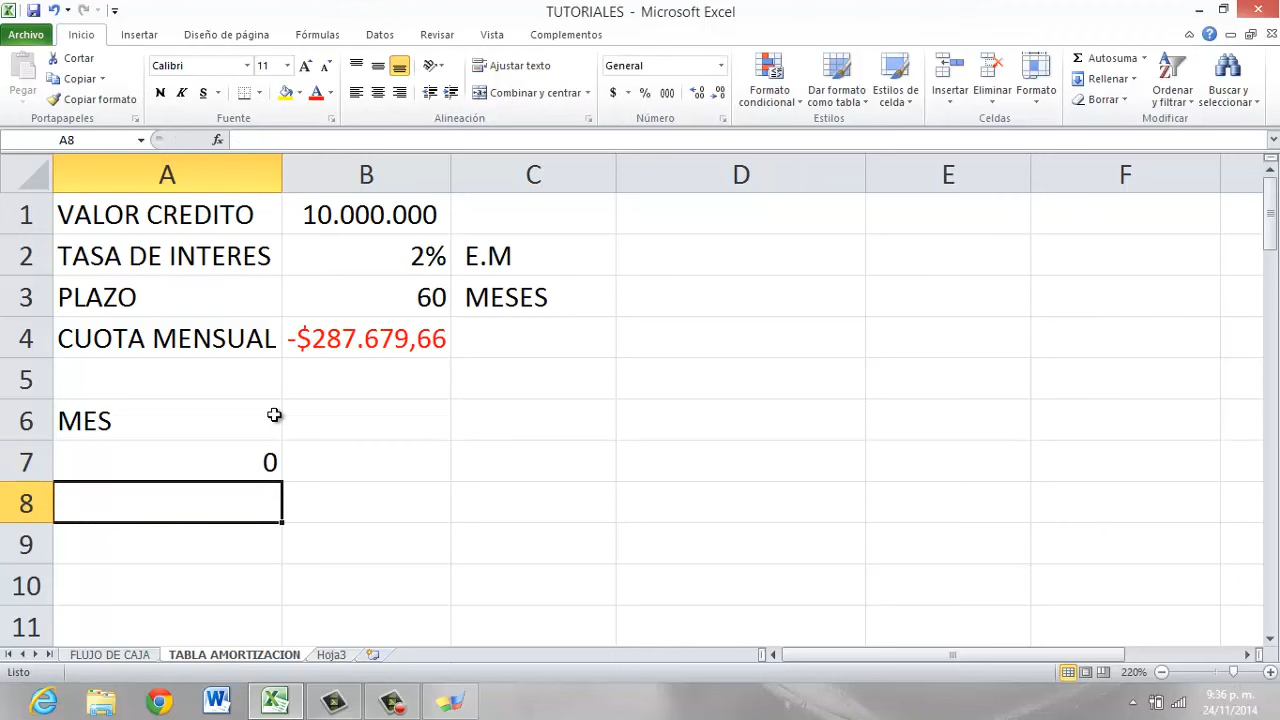 TUTORIALES - Microsoft Excel
Archivo Inicio Insertar Diseño de página Fórmulas Datos Revisar Vista Complementos
Pegar
Cortar
Copiar
Copiar formato
Portapapeles
Calibri 11
N K S
Fuente
Ajustar texto
Combinar y centrar
Alineación
General
$ % 000
Número
Formato condicional
Dar formato como tabla
Estilos de celda
Estilos
Insertar Eliminar Formato
Celdas
Σ Autosuma
Rellenar
Borrar
Ordenar y filtrar
Buscar y seleccionar
Modificar
A8 fx
A B C D E F
1 VALOR CREDITO 10.000.000
2 TASA DE INTERES 2% E.M
3 PLAZO 60 MESES
4 CUOTA MENSUAL -$287.679,66
5
6 MES
7 0
8
9
10
11
FLUJO DE CAJA TABLA AMORTIZACION Hoja3
Listo 220%
9:36 p. m.
24/11/2014